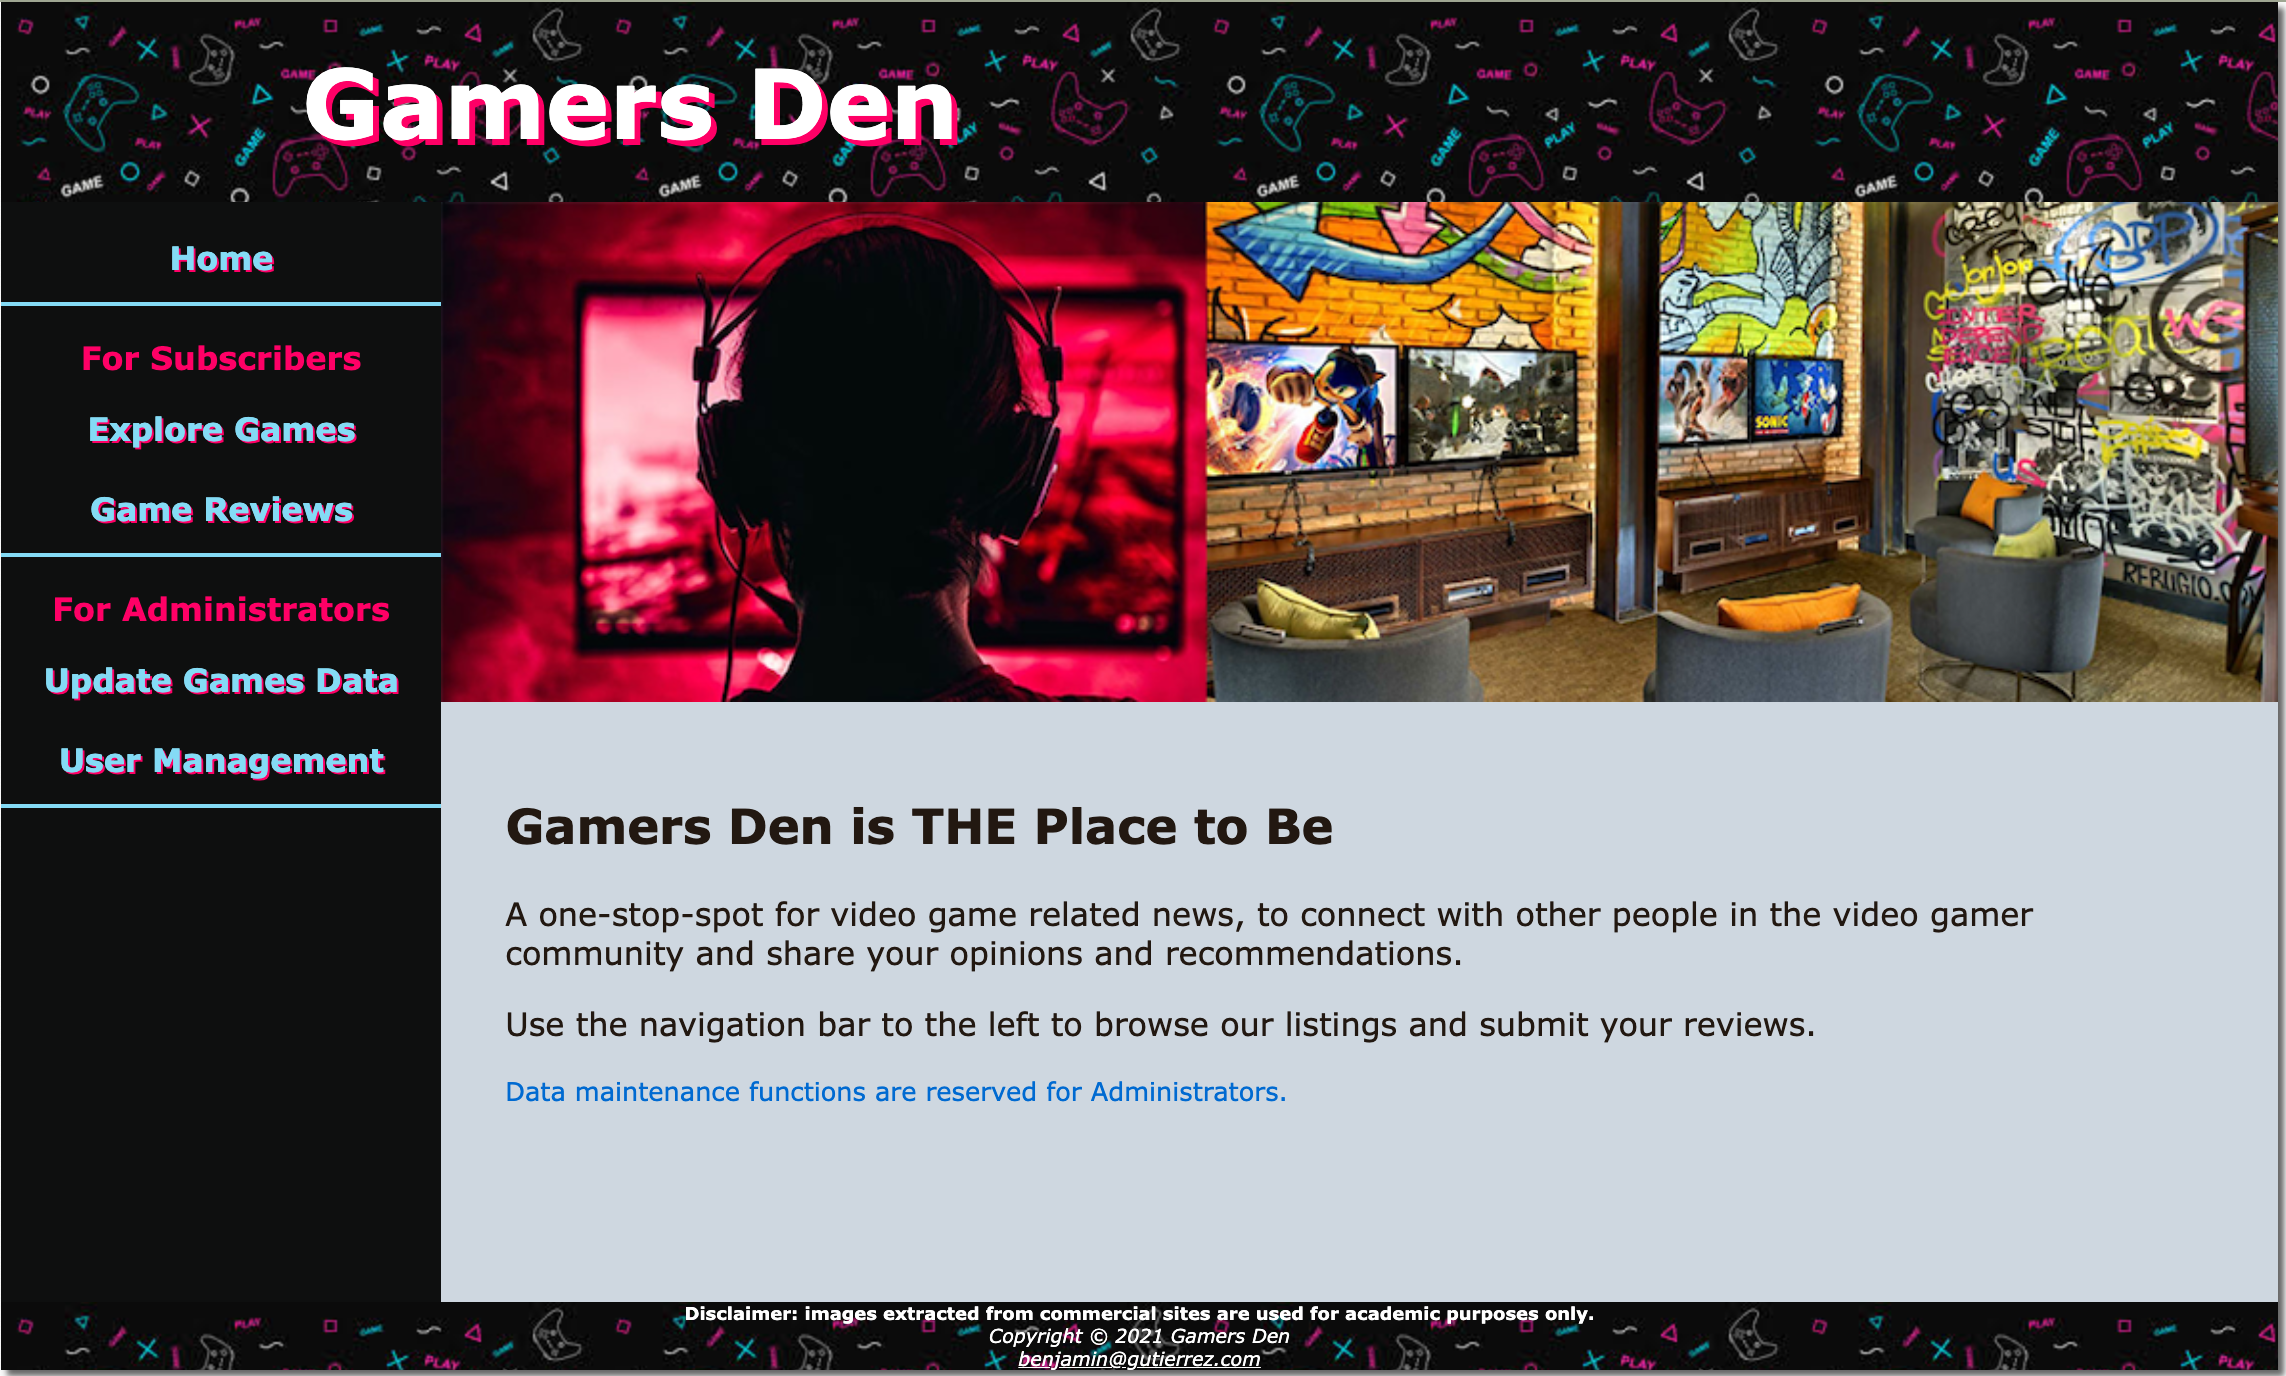 Gamers Den
Home
For Subscribers
Explore Games
Game Reviews
For Administrators
Update Games Data
User Management
SONIC
REFUGIO.
Gamers Den is THE Place to Be
A one-stop-spot for video game related news, to connect with other people in the video gamer
community and share your opinions and recommendations.
Use the navigation bar to the left to browse our listings and submit your reviews.
Data maintenance functions are reserved for Administrators.
Disclaimer: images extracted from commercial sites are used for academic purposes only.
Copyright © 2021 Gamers Den
benjamin@gutierrez.com